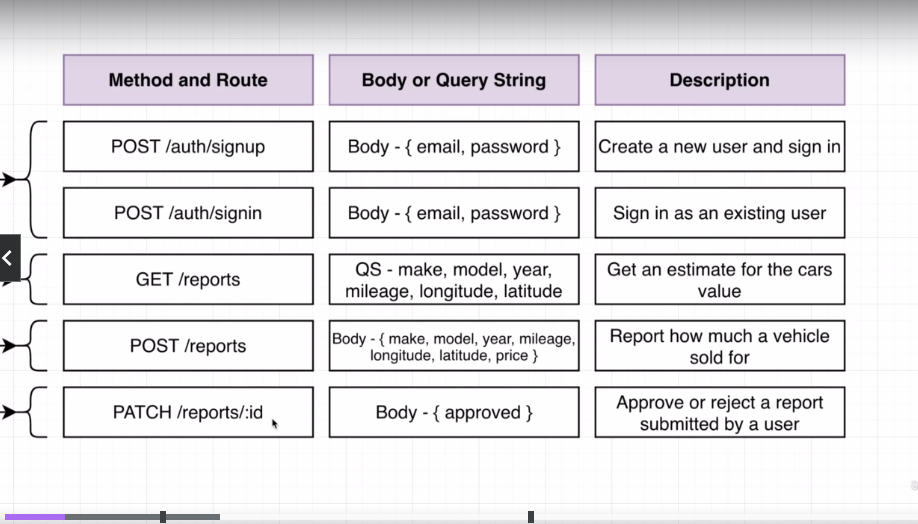 Method and Route
Body or Query String
Description
POST /auth/signup
Body - { email, password }
Create a new user and sign in
POST /auth/signin
Body - { email, password }
Sign in as an existing user
GET /reports
QS - make, model, year,
mileage, longitude, latitude
Get an estimate for the cars
value
POST /reports
Body - { make, model, year, mileage,
longitude, latitude, price }
Report how much a vehicle
sold for
PATCH /reports/:id
Body - { approved }
Approve or reject a report
submitted by a user